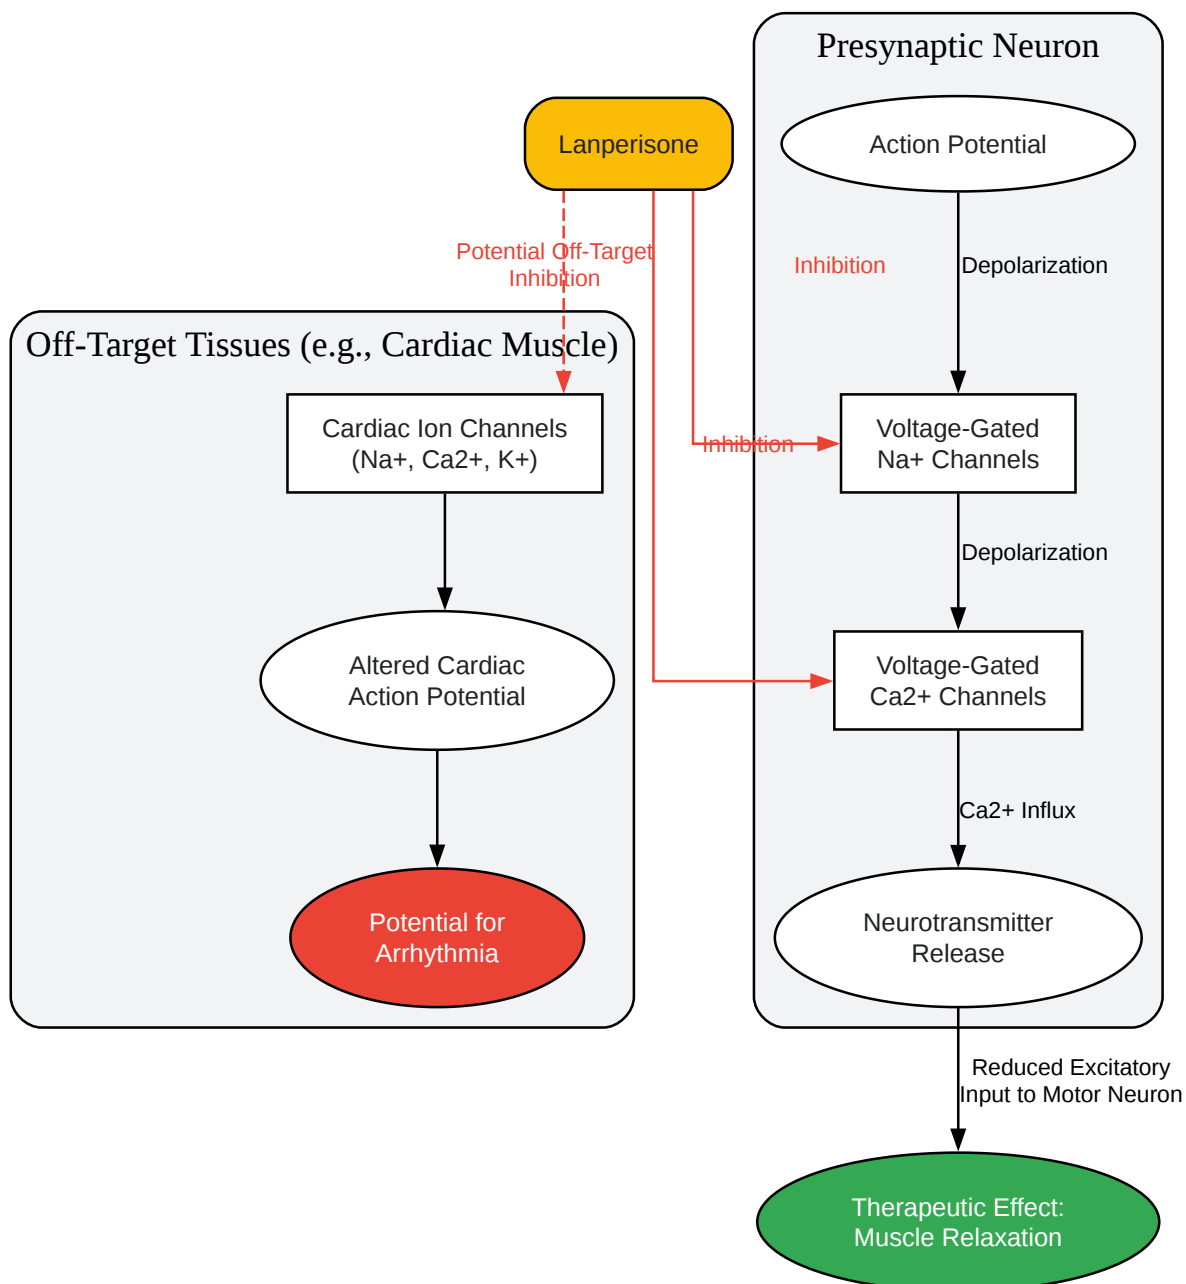 Presynaptic Neuron
Lanperisone
Action Potential
Potential Off-Target
Inhibition
Inhibition
Depolarization
Off-Target Tissues (e.g., Cardiac Muscle)
Cardiac Ion Channels
(Na+, Ca2+, K+)
Inhibition
Voltage-Gated
Na+ Channels
Depolarization
Altered Cardiac
Action Potential
Voltage-Gated
Ca2+ Channels
Ca2+ Influx
Potential for
Arrhythmia
Neurotransmitter
Release
Reduced Excitatory
Input to Motor Neuron
Therapeutic Effect:
Muscle Relaxation